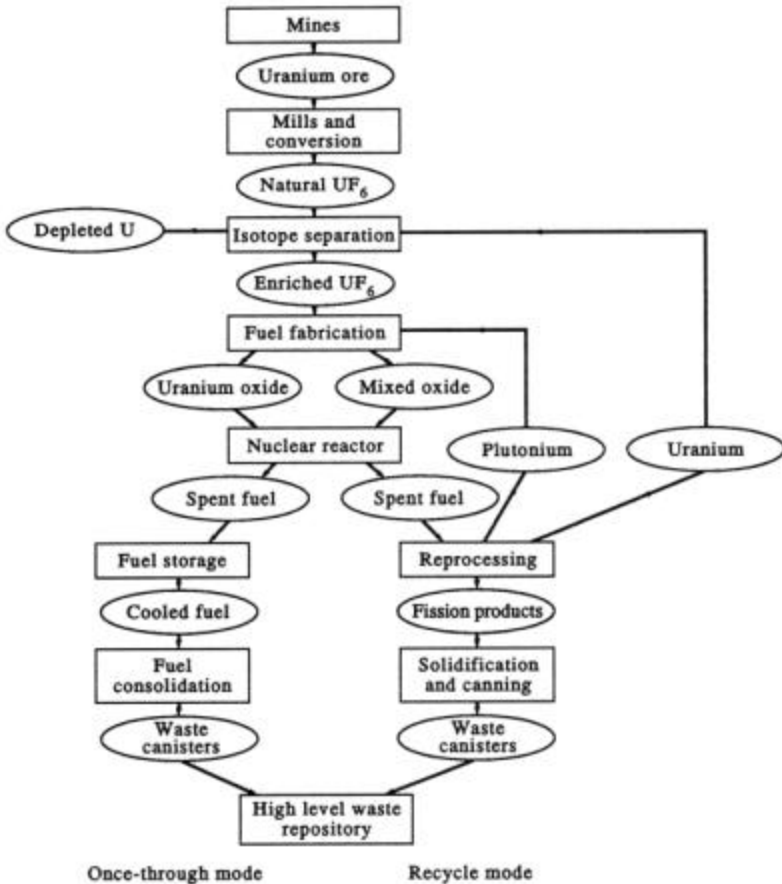 Mines
Uranium ore
Mills and
conversion
Natural UF₆
Depleted U
Isotope separation
Enriched UF₆
Fuel fabrication
Uranium oxide
Mixed oxide
Nuclear reactor
Plutonium
Uranium
Spent fuel
Spent fuel
Fuel storage
Reprocessing
Cooled fuel
Fission products
Fuel
consolidation
Solidification
and canning
Waste
canisters
Waste
canisters
High level waste
repository
Once-through mode
Recycle mode